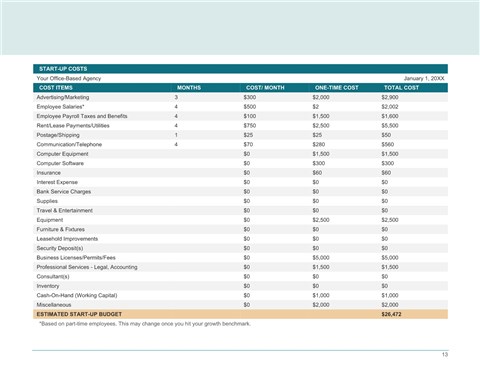 START-UP COSTS
Your Office-Based Agency January 1, 20XX
COST ITEMS MONTHS COST/ MONTH ONE-TIME COST TOTAL COST
Advertising/Marketing 3 $300 $2,000 $2,900
Employee Salaries* 4 $500 $2 $2,002
Employee Payroll Taxes and Benefits 4 $100 $1,500 $1,600
Rent/Lease Payments/Utilities 4 $750 $2,500 $5,500
Postage/Shipping 1 $25 $25 $50
Communication/Telephone 4 $70 $280 $560
Computer Equipment $0 $1,500 $1,500
Computer Software $0 $300 $300
Insurance $0 $60 $60
Interest Expense $0 $0 $0
Bank Service Charges $0 $0 $0
Supplies $0 $0 $0
Travel & Entertainment $0 $0 $0
Equipment $0 $2,500 $2,500
Furniture & Fixtures $0 $0 $0
Leasehold Improvements $0 $0 $0
Security Deposit(s) $0 $0 $0
Business Licenses/Permits/Fees $0 $5,000 $5,000
Professional Services - Legal, Accounting $0 $1,500 $1,500
Consultant(s) $0 $0 $0
Inventory $0 $0 $0
Cash-On-Hand (Working Capital) $0 $1,000 $1,000
Miscellaneous $0 $2,000 $2,000
ESTIMATED START-UP BUDGET $26,472
*Based on part-time employees. This may change once you hit your growth benchmark.
13